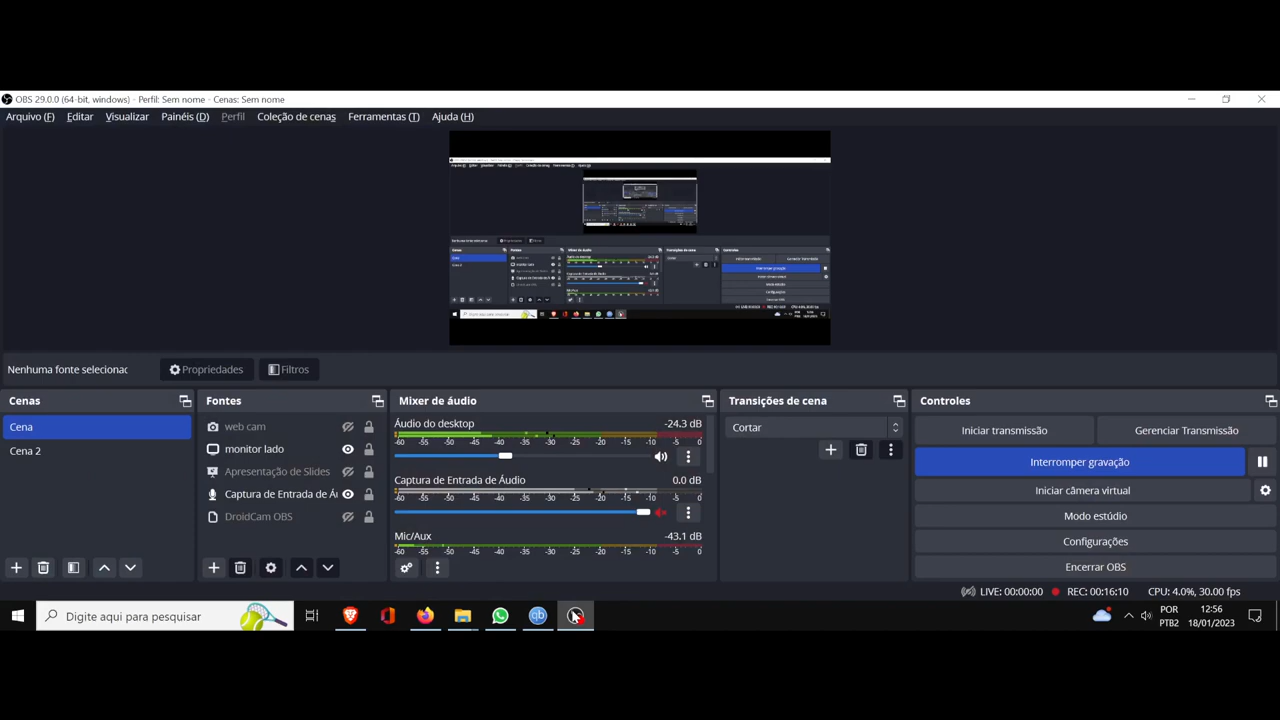 OBS 29.0.0 (64-bit, windows) - Perfil: Sem nome - Cenas: Sem nome
Arquivo (F) Editar Visualizar Painéis (D) Perfil Coleção de cenas Ferramentas (T) Ajuda (H)
Nenhuma fonte selecionac Propriedades Filtros
Cenas
Cena
Cena 2
Fontes
web cam
monitor lado
Apresentação de Slides
Captura de Entrada de Áu
DroidCam OBS
Mixer de áudio
Áudio do desktop -24.3 dB
-60 -55 -50 -45 -40 -35 -30 -25 -20 -15 -10 -5 0
Captura de Entrada de Áudio 0.0 dB
-60 -55 -50 -45 -40 -35 -30 -25 -20 -15 -10 -5 0
Mic/Aux -43.1 dB
-60 -55 -50 -45 -40 -35 -30 -25 -20 -15 -10 -5 0
Transições de cena
Cortar
Controles
Iniciar transmissão Gerenciar Transmissão
Interromper gravação
Iniciar câmera virtual
Modo estúdio
Configurações
Encerrar OBS
LIVE: 00:00:00 REC: 00:16:10 CPU: 4.0%, 30.00 fps
Digite aqui para pesquisar
qb
POR 12:56
PTB2 18/01/2023